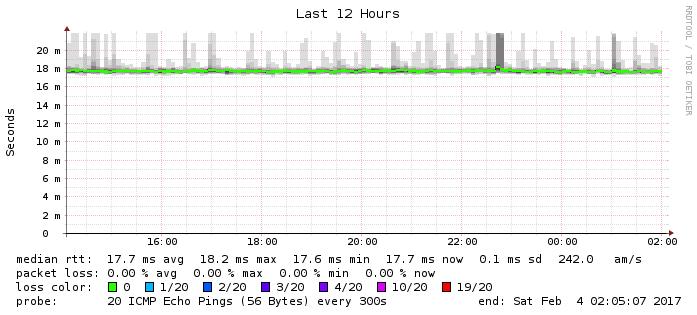 Last 12 Hours
RRDTOOL / TOBI OETIKER
Seconds
20 m
18 m
16 m
14 m
12 m
10 m
8 m
6 m
4 m
2 m
0
16:00 18:00 20:00 22:00 00:00 02:00
median rtt: 17.7 ms avg 18.2 ms max 17.6 ms min 17.7 ms now 0.1 ms sd 242.0 am/s
packet loss: 0.00 % avg 0.00 % max 0.00 % min 0.00 % now
loss color: 0 1/20 2/20 3/20 4/20 10/20 19/20
probe: 20 ICMP Echo Pings (56 Bytes) every 300s end: Sat Feb 4 02:05:07 2017